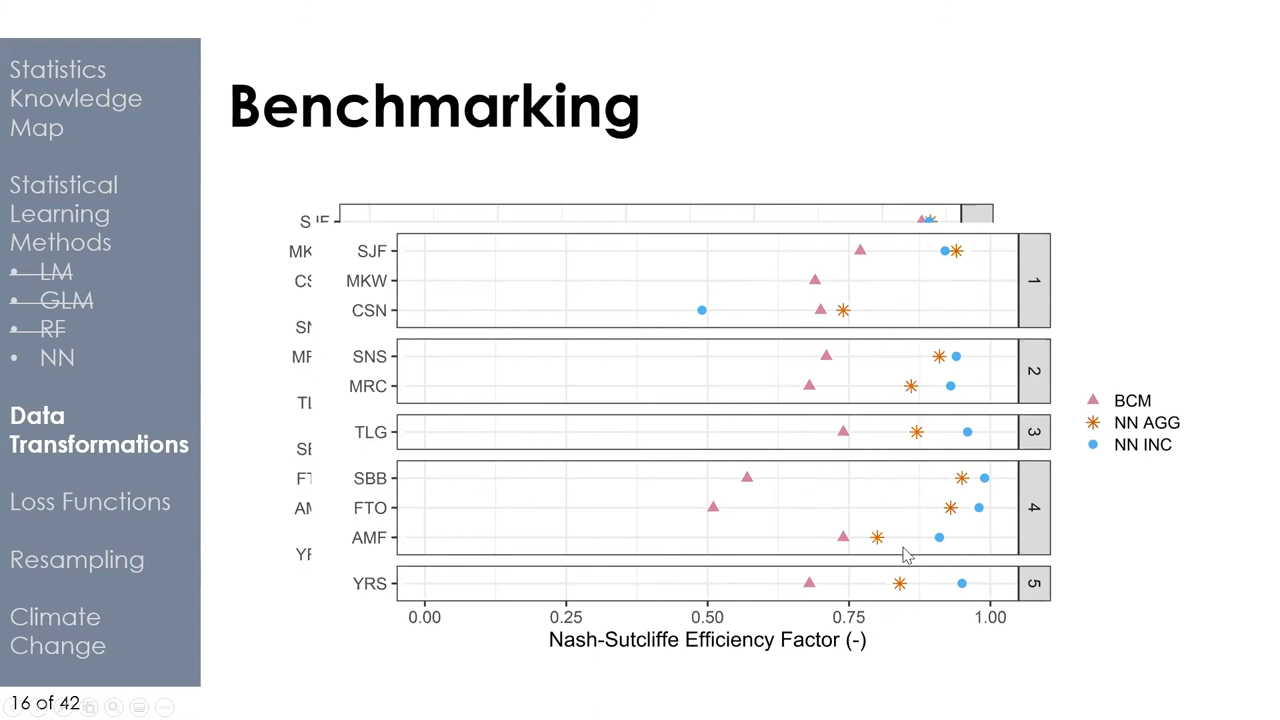 Statistics
Knowledge
Map
Statistical
Learning
Methods
• LM
• GLM
• RF
• NN
Data
Transformations
Loss Functions
Resampling
Climate
Change
16 of 42
Benchmarking
SJF
MKW
CSN
1
SNS
MRC
2
TLG
3
SBB
FTO
AMF
4
YRS
5
0.00 0.25 0.50 0.75 1.00
Nash-Sutcliffe Efficiency Factor (-)
BCM
NN AGG
NN INC